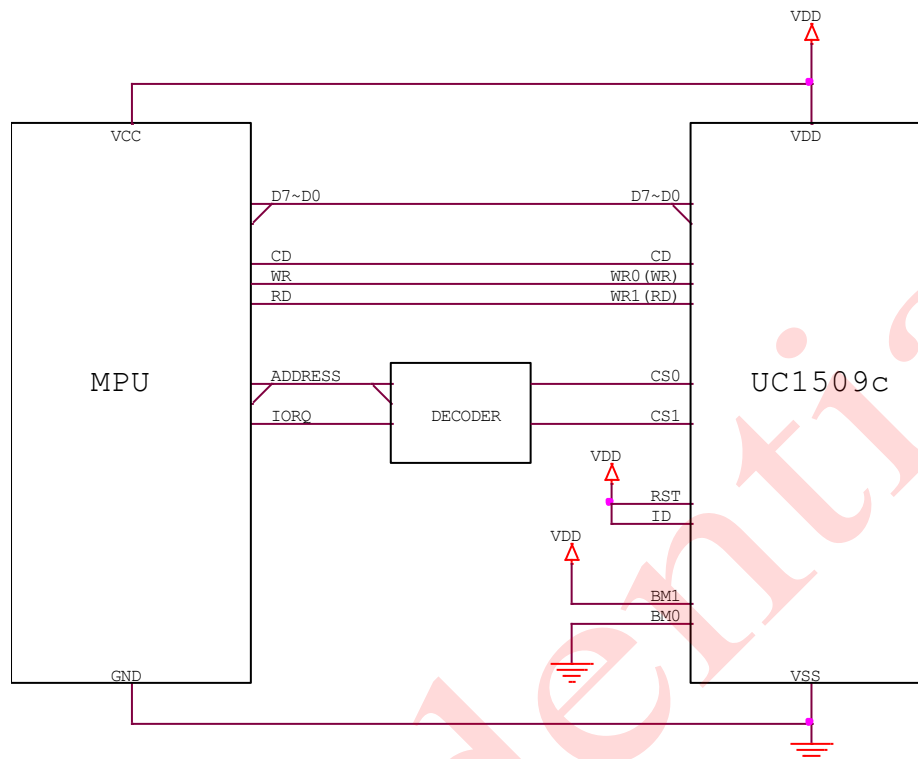 VDD
VCC VDD
D7~D0 D7~D0
CD CD
WR WR0(WR)
RD WR1(RD)
MPU ADDRESS CS0 UC1509c
DECODER
IORQ CS1
VDD
RST
ID
VDD
BM1
BM0
GND VSS